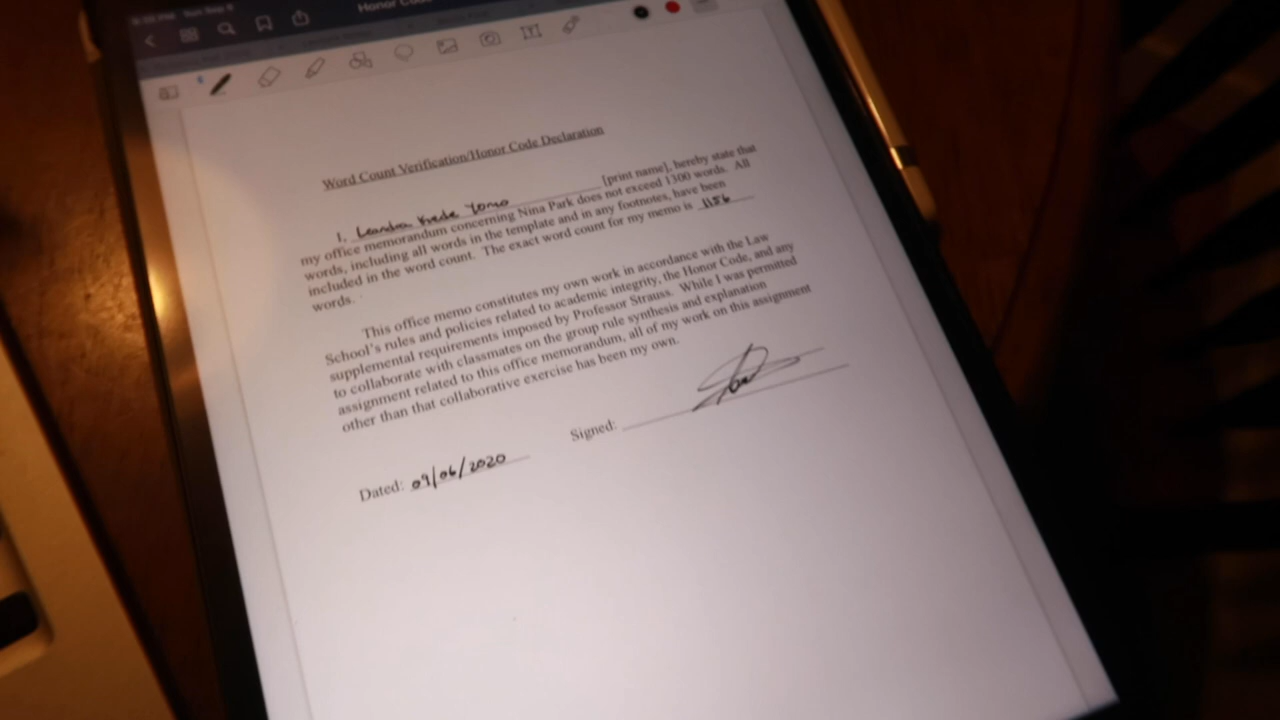 Sun Sep 6
Honor Co
Word Count Verification/Honor Code Declaration
I, Leandra [print name], hereby state that
my office memorandum concerning Nina Park does not exceed 1300 words. All
words, including all words in the template and in any footnotes, have been
included in the word count. The exact word count for my memo is 1156
words.
This office memo constitutes my own work in accordance with the Law
School's rules and policies related to academic integrity, the Honor Code, and any
supplemental requirements imposed by Professor Strauss. While I was permitted
to collaborate with classmates on the group rule synthesis and explanation
assignment related to this office memorandum, all of my work on this assignment
other than that collaborative exercise has been my own.
Signed:
Dated: 09/06/2020